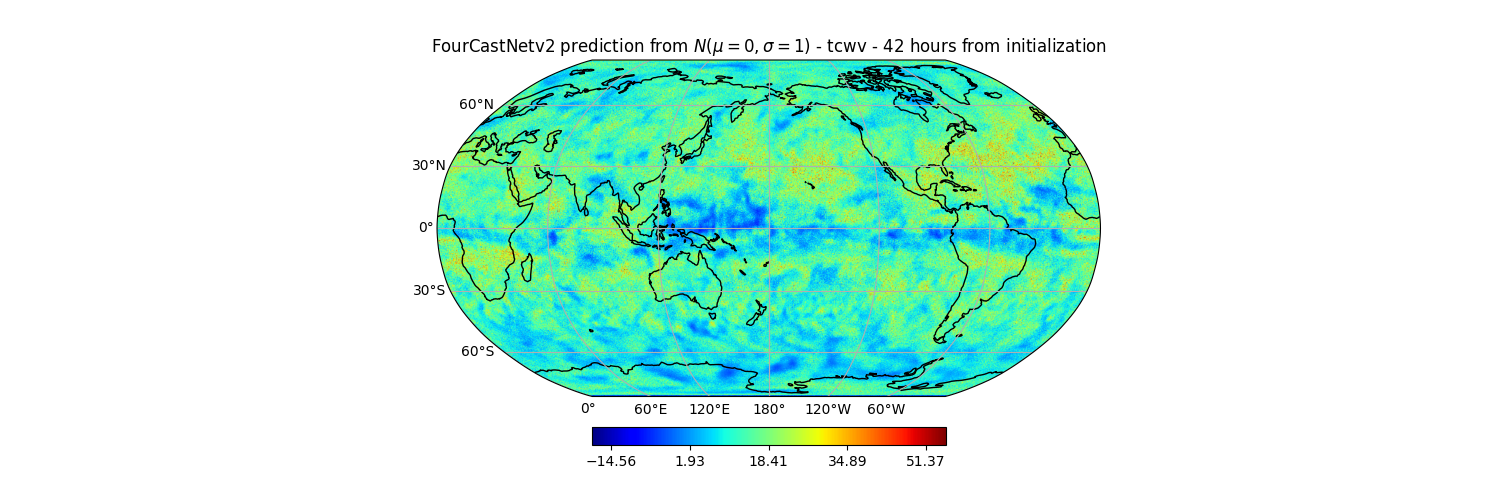 FourCastNetv2 prediction from N(μ = 0, σ = 1) - tcwv - 42 hours from initialization
60°N
30°N
0°
30°S
60°S
0° 60°E 120°E 180° 120°W 60°W
−14.56 1.93 18.41 34.89 51.37